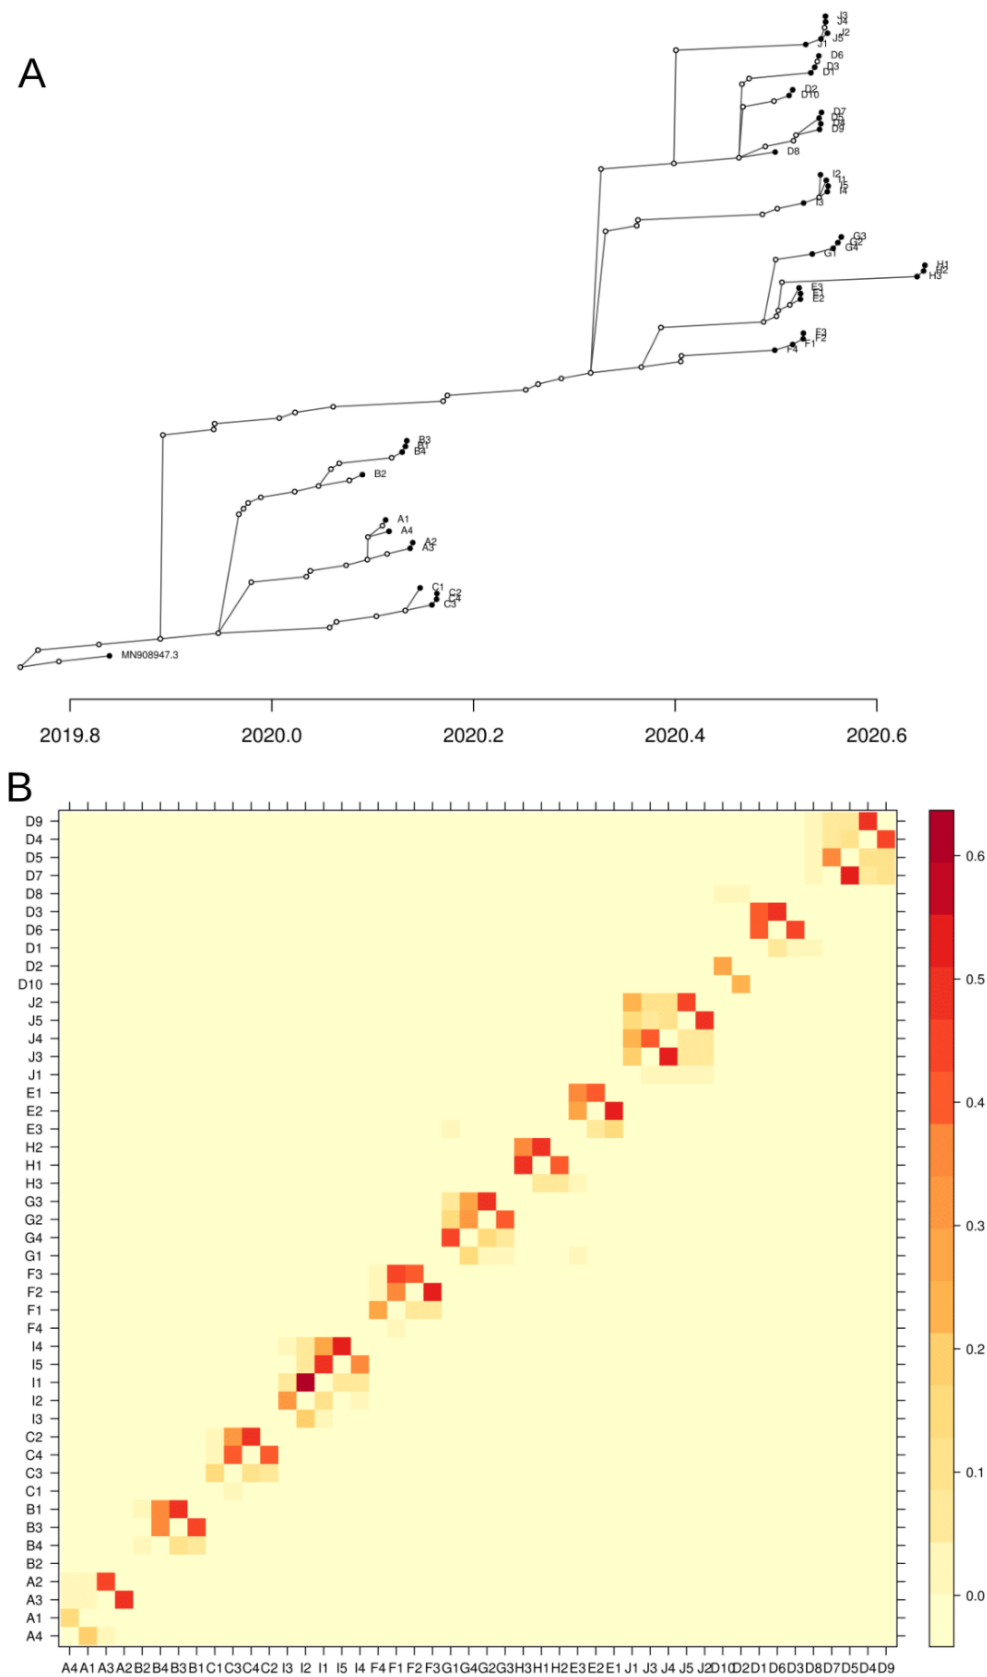 A
J3
J4
J2
J5
J1
D6
D3
D1
D2
D10
D7
D5
D4
D9
D8
I2
I1
I5
I4
I3
G3
G2
G4
G1
H1
H2
H3
E3
E1
E2
F3
F2
F1
F4
B3
B1
B4
B2
A1
A4
A2
A3
C1
C2
C4
C3
MN908947.3
2019.8 2020.0 2020.2 2020.4 2020.6
B
D9
D4
D5
D7
D8
D3
D6
D1
D2
D10
J2
J5
J4
J3
J1
E1
E2
E3
H2
H1
H3
G3
G2
G4
G1
F3
F2
F1
F4
I4
I5
I1
I2
I3
C2
C4
C3
C1
B1
B3
B4
B2
A2
A3
A1
A4
0.6
0.5
0.4
0.3
0.2
0.1
0.0
A4 A1 A3 A2 B2 B4 B3 B1 C1 C3 C4 C2 I3 I2 I1 I5 I4 F4 F1 F2 F3 G1 G4 G2 G3 H3 H1 H2 E3 E2 E1 J1 J3 J4 J5 J2 D10 D2 D1 D6 D3 D8 D7 D5 D4 D9